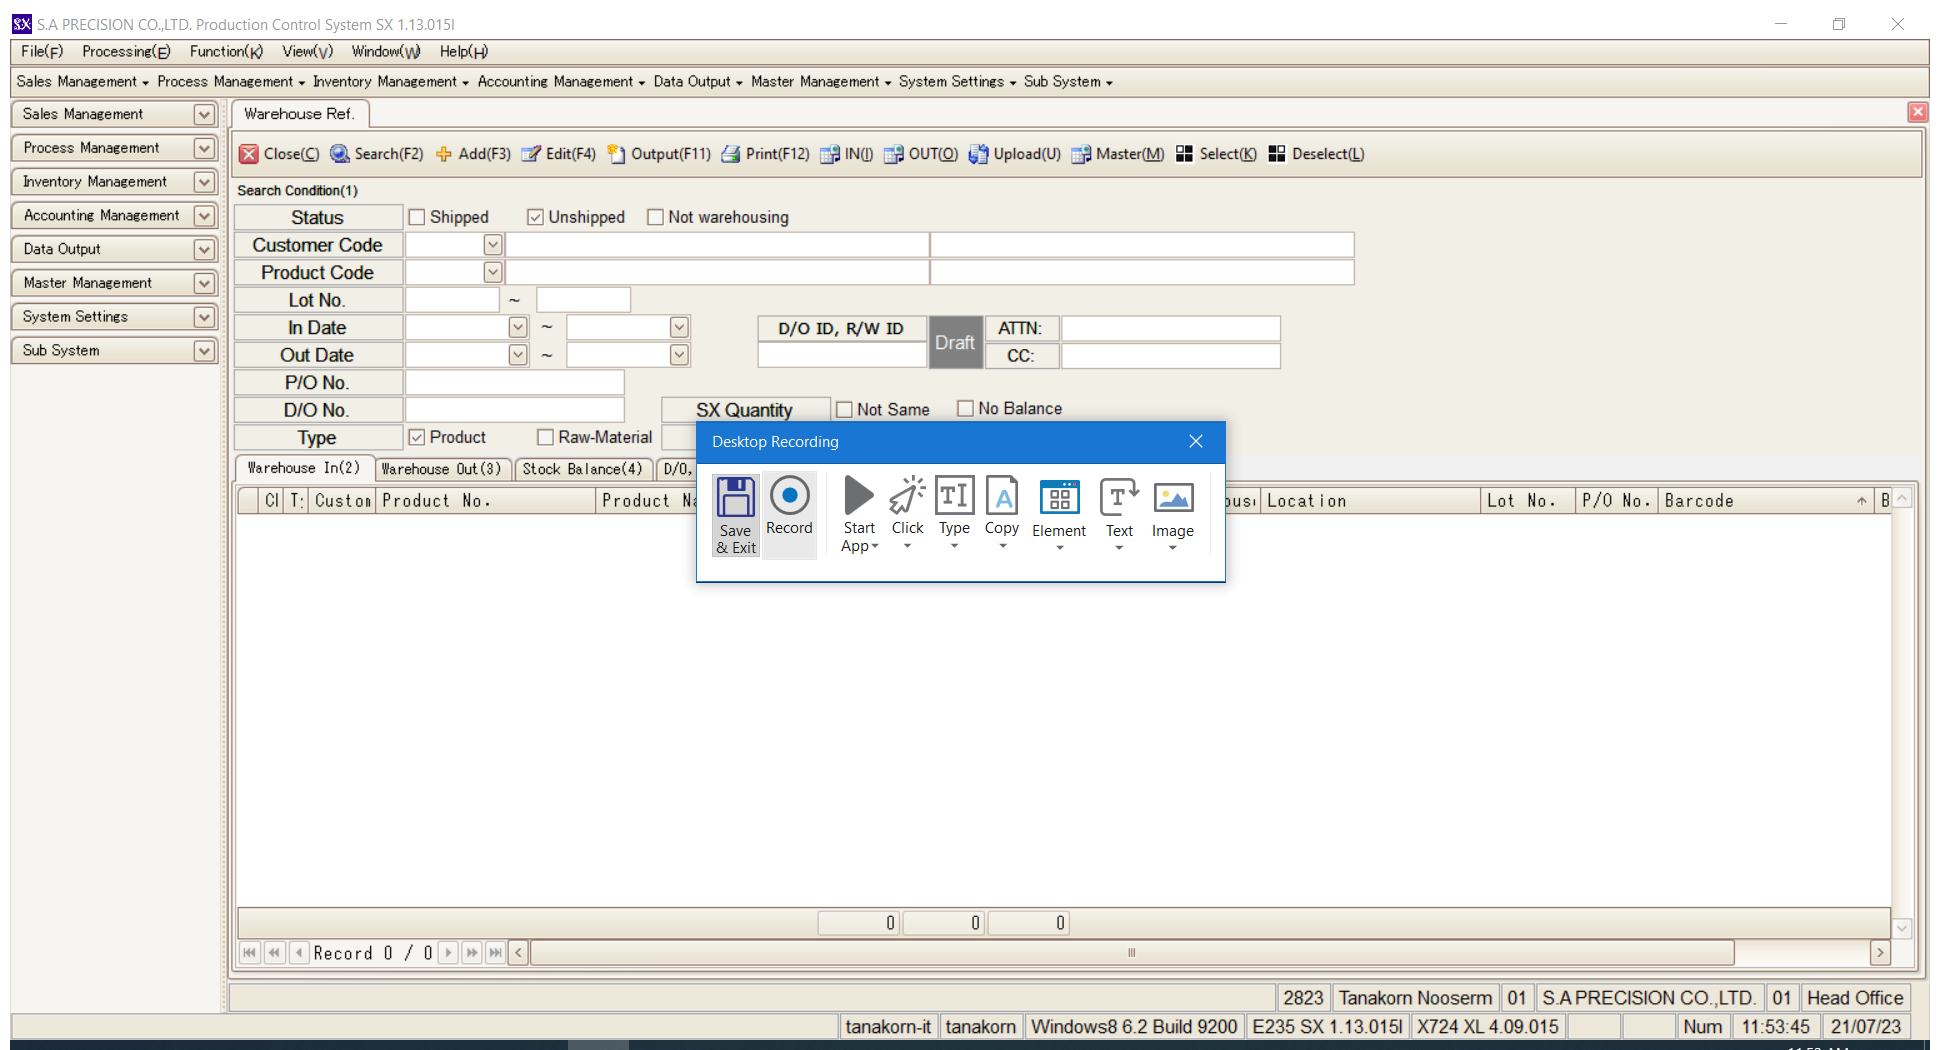 SX S.A PRECISION CO.,LTD. Production Control System SX 1.13.015I
File(F) Processing(E) Function(K) View(V) Window(W) Help(H)
Sales Management Process Management Inventory Management Accounting Management Data Output Master Management System Settings Sub System
Sales Management
Process Management
Inventory Management
Accounting Management
Data Output
Master Management
System Settings
Sub System
Warehouse Ref.
Close(C) Search(F2) Add(F3) Edit(F4) Output(F11) Print(F12) IN(I) OUT(O) Upload(U) Master(M) Select(K) Deselect(L)
Search Condition(1)
Status Shipped Unshipped Not warehousing
Customer Code
Product Code
Lot No. ~
In Date ~ D/O ID, R/W ID Draft ATTN:
Out Date ~ CC:
P/O No.
D/O No. SX Quantity Not Same No Balance
Type Product Raw-Material
Warehouse In(2) Warehouse Out(3) Stock Balance(4) D/O,
Cl T: Custom Product No. Product Na ousi Location Lot No. P/O No. Barcode B
Desktop Recording
Save & Exit
Record
Start App
Click
Type
Copy
Element
Text
Image
0 0 0
Record 0 / 0
2823 Tanakorn Nooserm 01 S.A PRECISION CO.,LTD. 01 Head Office
tanakorn-it tanakorn Windows8 6.2 Build 9200 E235 SX 1.13.015I X724 XL 4.09.015 Num 11:53:45 21/07/23